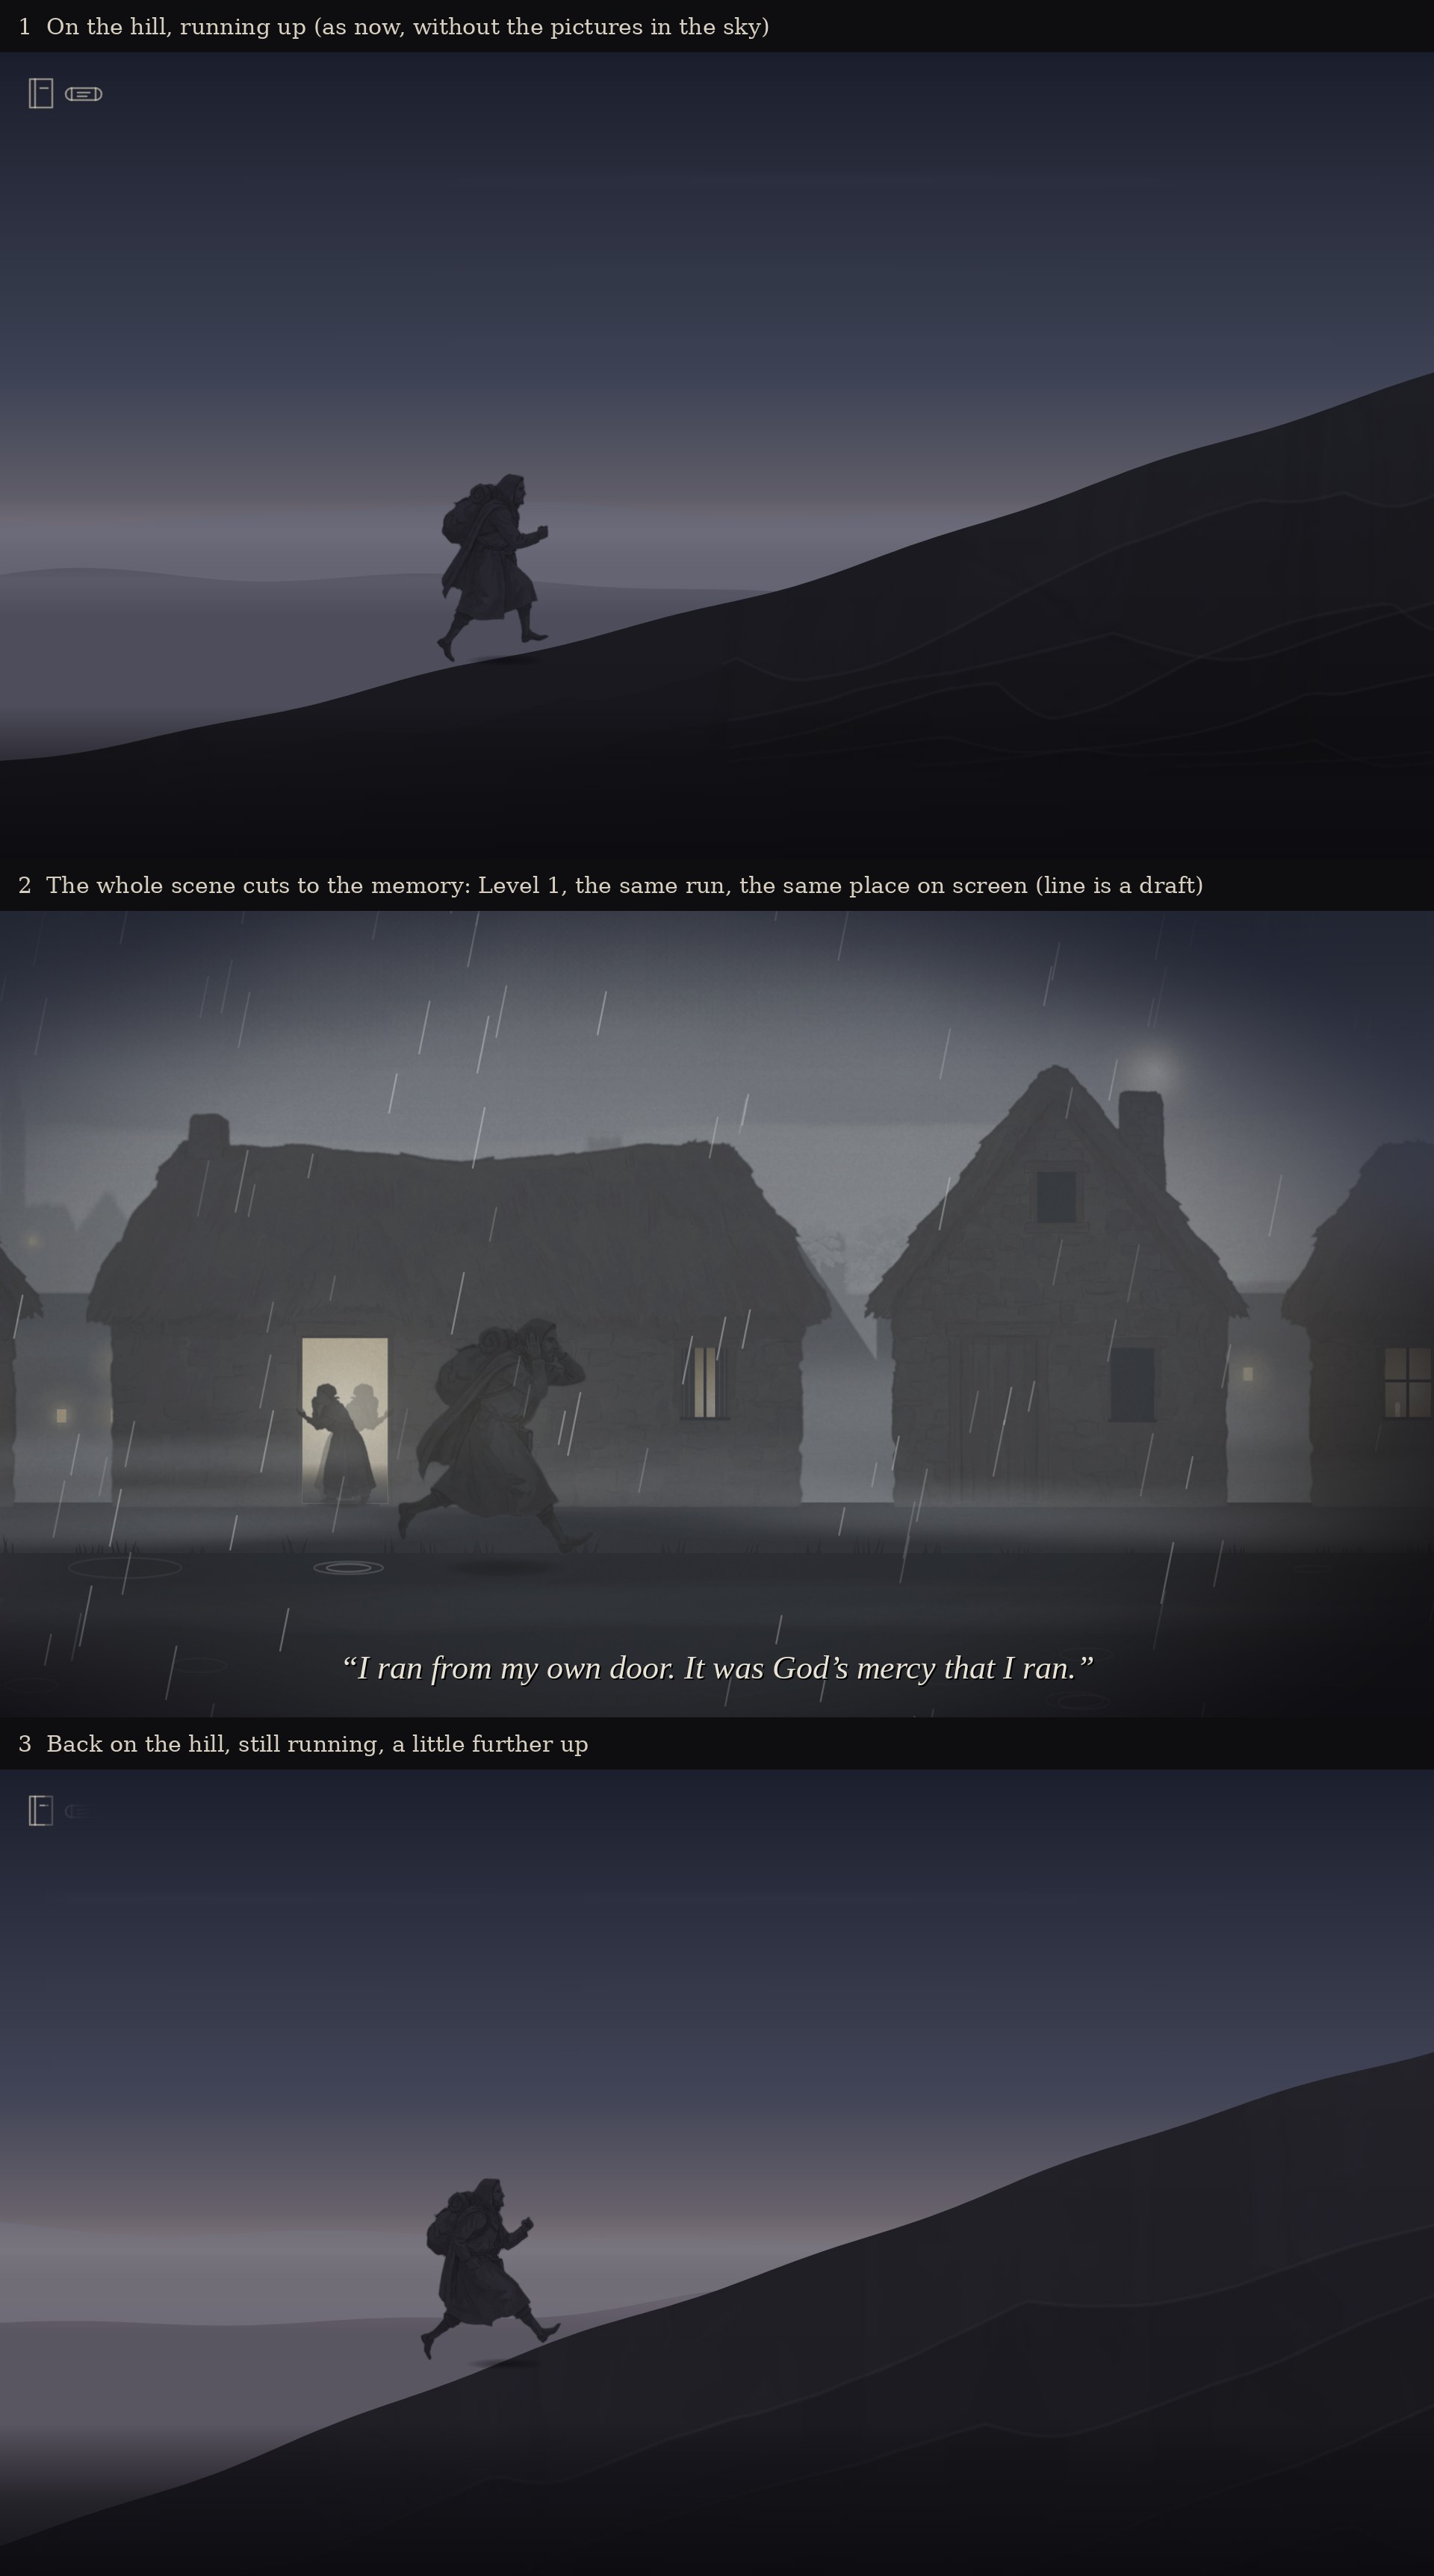 1 On the hill, running up (as now, without the pictures in the sky)
2 The whole scene cuts to the memory: Level 1, the same run, the same place on screen (line is a draft)
“I ran from my own door. It was God’s mercy that I ran.”
3 Back on the hill, still running, a little further up